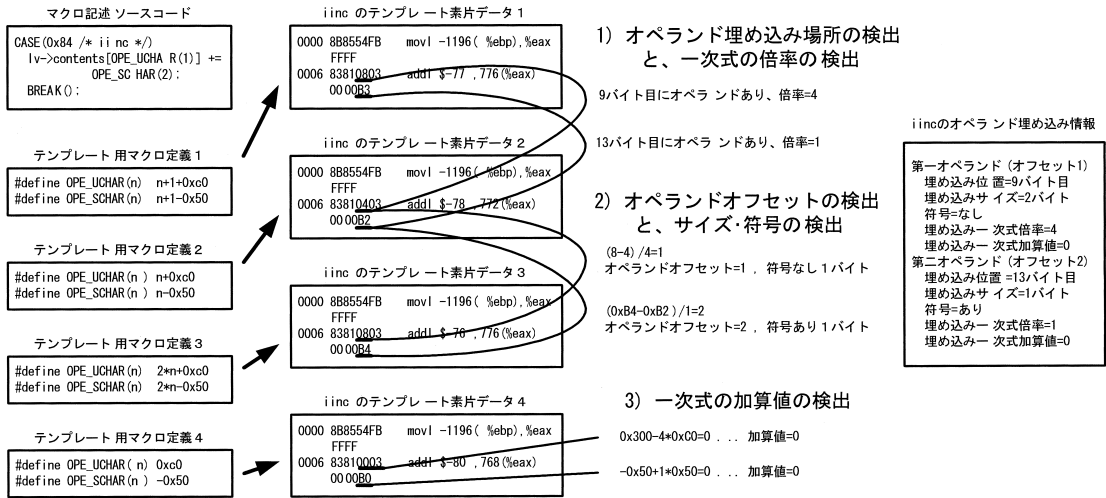 マクロ記述 ソースコード
CASE(0x84 /* iinc */)
lv->contents[OPE_UCHAR(1)] +=
OPE_SCHAR(2);
BREAK();
テンプレート 用マクロ定義1
#define OPE_UCHAR(n) n+1+0xc0
#define OPE_SCHAR(n) n+1-0x50
テンプレート 用マクロ定義2
#define OPE_UCHAR(n ) n+0xc0
#define OPE_SCHAR(n ) n-0x50
テンプレート 用マクロ定義3
#define OPE_UCHAR(n) 2*n+0xc0
#define OPE_SCHAR(n) 2*n-0x50
テンプレート 用マクロ定義4
#define OPE_UCHAR( n) 0xc0
#define OPE_SCHAR(n ) -0x50
iinc のテンプレ ート素片データ1
0000 8B8554FB movl -1196( %ebp),%eax
FFFF
0006 83810803 addl $-77 ,776(%eax)
0000B3
iinc のテンプレ ート素片データ2
0000 8B8554FB movl -1196( %ebp),%eax
FFFF
0006 83810403 addl $-78 ,772(%eax)
0000B2
iinc のテンプレ ート素片データ3
0000 8B8554FB movl -1196( %ebp),%eax
FFFF
0006 83810803 addl $-76 ,776(%eax)
0000B4
iinc のテンプレ ート素片データ4
0000 8B8554FB movl -1196( %ebp),%eax
FFFF
0006 83810003 addl $-80 ,768(%eax)
0000B0
1) オペランド埋め込み場所の検出
と、一次式の倍率の検出
9バイト目にオペラ ンドあり、倍率=4
13バイト目にオペラ ンドあり、倍率=1
2) オペランドオフセットの検出
と、サイズ・符号の検出
(8-4)/4=1
オペランドオフセット=1 , 符号なし1バイト
(0xB4-0xB2)/1=2
オペランドオフセット=2 , 符号あり1バイト
3) 一次式の加算値の検出
0x300-4*0xC0=0 ... 加算値=0
-0x50+1*0x50=0 ... 加算値=0
iincのオペラ ンド埋め込み情報
第一オペランド (オフセット1)
埋め込み位 置=9バイト目
埋め込みサ イズ=2バイト
符号=なし
埋め込み一 次式倍率=4
埋め込み一 次式加算値=0
第二オペランド (オフセット2)
埋め込み位置 =13バイト目
埋め込みサ イズ=1バイト
符号=あり
埋め込み一 次式倍率=1
埋め込み一 次式加算値=0